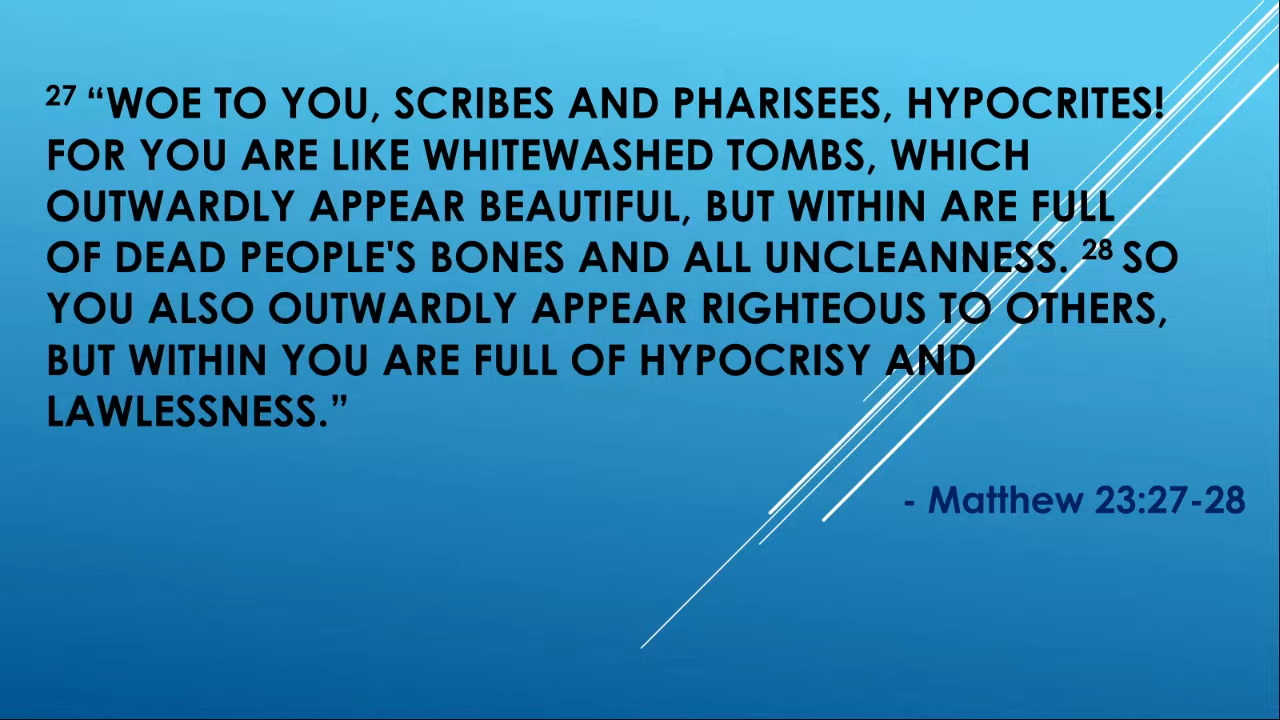 27 “WOE TO YOU, SCRIBES AND PHARISEES, HYPOCRITES!
FOR YOU ARE LIKE WHITEWASHED TOMBS, WHICH
OUTWARDLY APPEAR BEAUTIFUL, BUT WITHIN ARE FULL
OF DEAD PEOPLE'S BONES AND ALL UNCLEANNESS. 28 SO
YOU ALSO OUTWARDLY APPEAR RIGHTEOUS TO OTHERS,
BUT WITHIN YOU ARE FULL OF HYPOCRISY AND
LAWLESSNESS.”
- Matthew 23:27-28